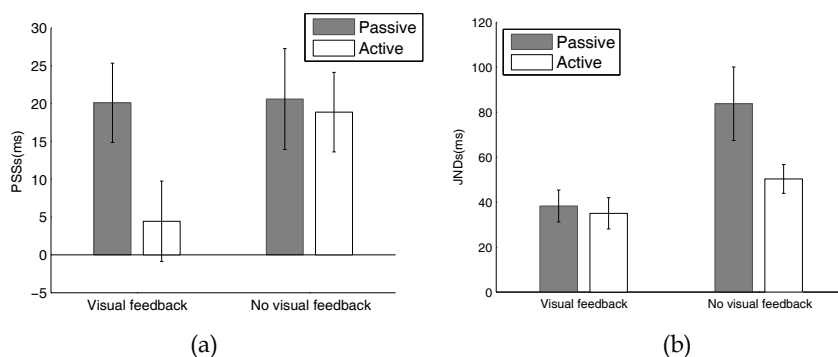 30
25
20
15
10
5
0
−5
PSSs(ms)
Passive
Active
Visual feedback
No visual feedback
(a)
120
100
80
60
40
20
0
JNDs(ms)
Passive
Active
Visual feedback
No visual feedback
(b)